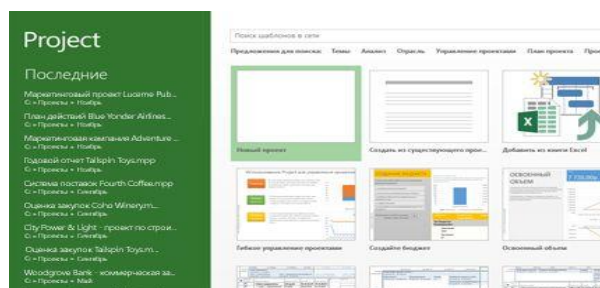 Project
Последние
Маркетинговый проект Lucerne Pub...
C: » Проекты » Ноябрь
План действий Blue Yonder Airlines...
C: » Проекты » Ноябрь
Маркетинговая кампания Adventure ...
C: » Проекты » Ноябрь
Годовой отчет Tailspin Toys.mpp
C: » Проекты » Ноябрь
Система поставок Fourth Coffee.mpp
C: » Проекты » Сентябрь
Оценка закупок Coho Winery.m...
C: » Проекты » Сентябрь
City Power & Light - проект по строи...
C: » Проекты » Сентябрь
Оценка закупок Tailspin Toys.m...
C: » Проекты » Сентябрь
Woodgrove Bank - коммерческая за...
C: » Проекты » Май
Поиск шаблонов в сети
Предложения для поиска: Темы Анализ Отрасль Управление проектами План проекта
Новый проект
Создать из существующего прое...
Добавить из книги Excel
Гибкое управление проектами
Создайте бюджет
ОСВОЕННЫЙ
ОБЪЕМ
Освоенный объем